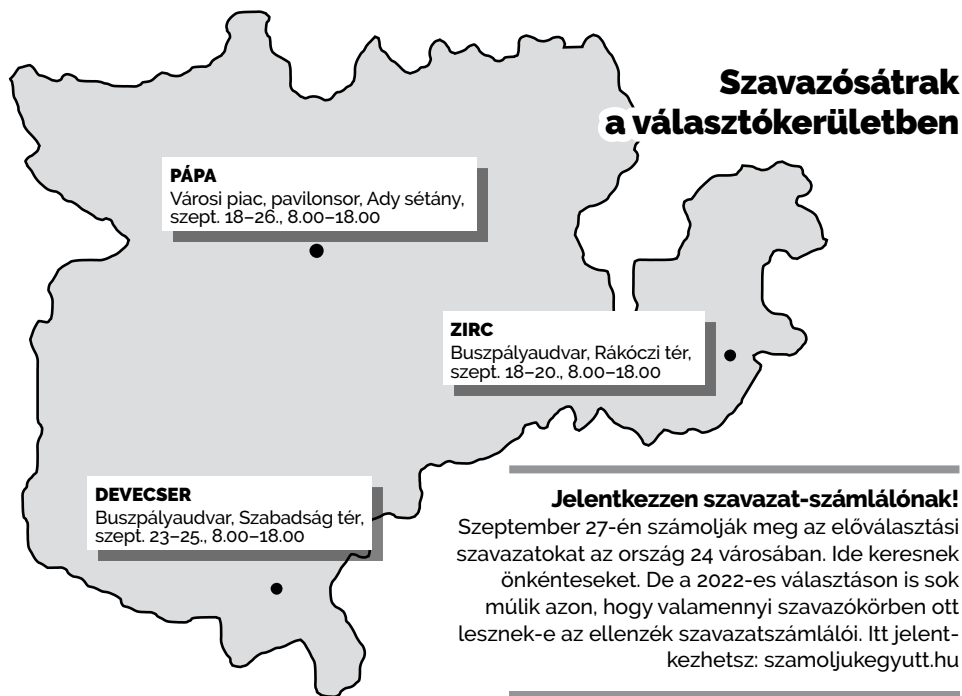 Szavazósátrak
a választókerületben
PÁPA
Városi piac, pavilonsor, Ady sétány,
szept. 18–26., 8.00–18.00
ZIRC
Buszpályaudvar, Rákóczi tér,
szept. 18–20., 8.00–18.00
DEVECSER
Buszpályaudvar, Szabadság tér,
szept. 23–25., 8.00–18.00
Jelentkezzen szavazat-számlálónak!
Szeptember 27-én számolják meg az előválasztási
szavazatokat az ország 24 városában. Ide keresnek
önkénteseket. De a 2022-es választáson is sok
múlik azon, hogy valamennyi szavazókörben ott
lesznek-e az ellenzék szavazatszámlálói. Itt jelent-
kezhetsz: szamoljukegyutt.hu